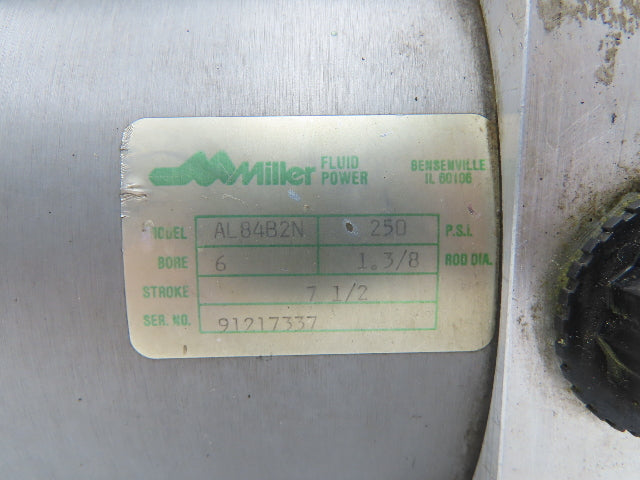 Miller FLUID POWER BENSENVILLE IL 60106
MODEL AL84B2N 250 P.S.I.
BORE 6 1.3/8 ROD DIA.
STROKE 7 1/2
SER. NO. 91217337